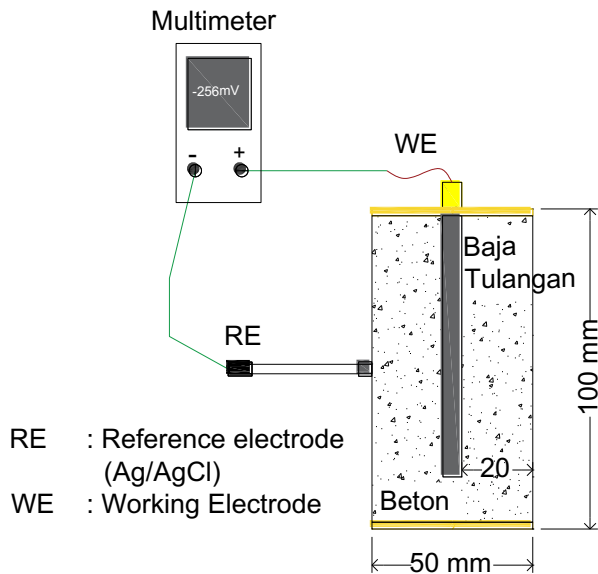 Multimeter
-256mV
- +
WE
Baja
Tulangan
RE
100 mm
RE : Reference electrode
(Ag/AgCl)
WE : Working Electrode
20
Beton
50 mm